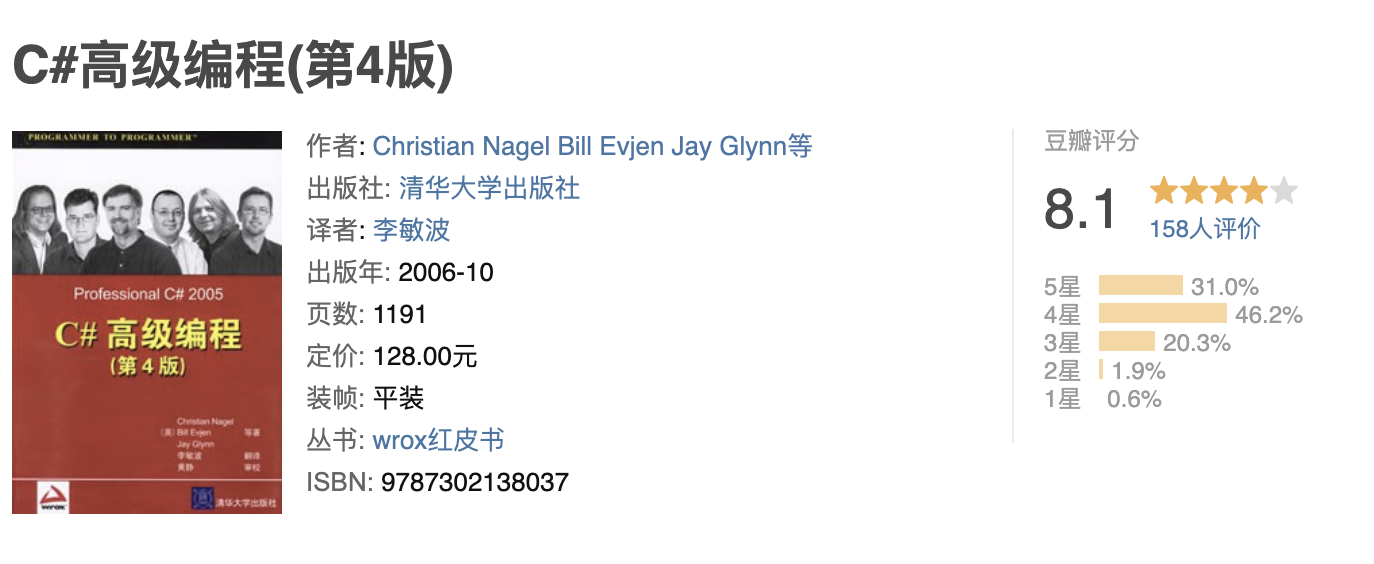 C#高级编程(第4版)
PROGRAMMER TO PROGRAMMER™
Professional C# 2005
C# 高级编程
(第 4 版)
Christian Nagel
(美) Bill Evjen 等著
Jay Glynn
李敏波 翻译
黄静 审校
wrox
清华大学出版社
作者: Christian Nagel Bill Evjen Jay Glynn等
出版社: 清华大学出版社
译者: 李敏波
出版年: 2006-10
页数: 1191
定价: 128.00元
装帧: 平装
丛书: wrox红皮书
ISBN: 9787302138037
豆瓣评分
8.1
158人评价
5星 31.0%
4星 46.2%
3星 20.3%
2星 1.9%
1星 0.6%